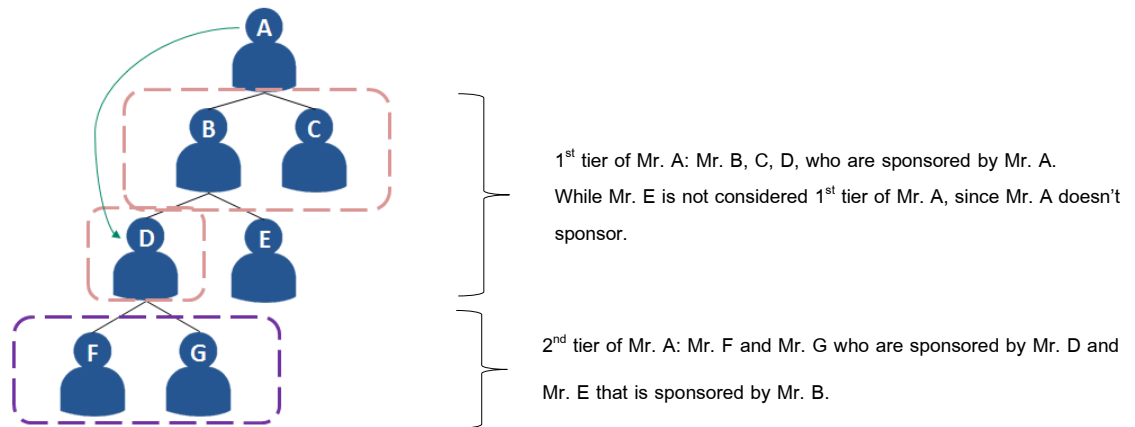 A
B
C
D
E
F
G
1st tier of Mr. A: Mr. B, C, D, who are sponsored by Mr. A.
While Mr. E is not considered 1st tier of Mr. A, since Mr. A doesn't
sponsor.
2nd tier of Mr. A: Mr. F and Mr. G who are sponsored by Mr. D and
Mr. E that is sponsored by Mr. B.